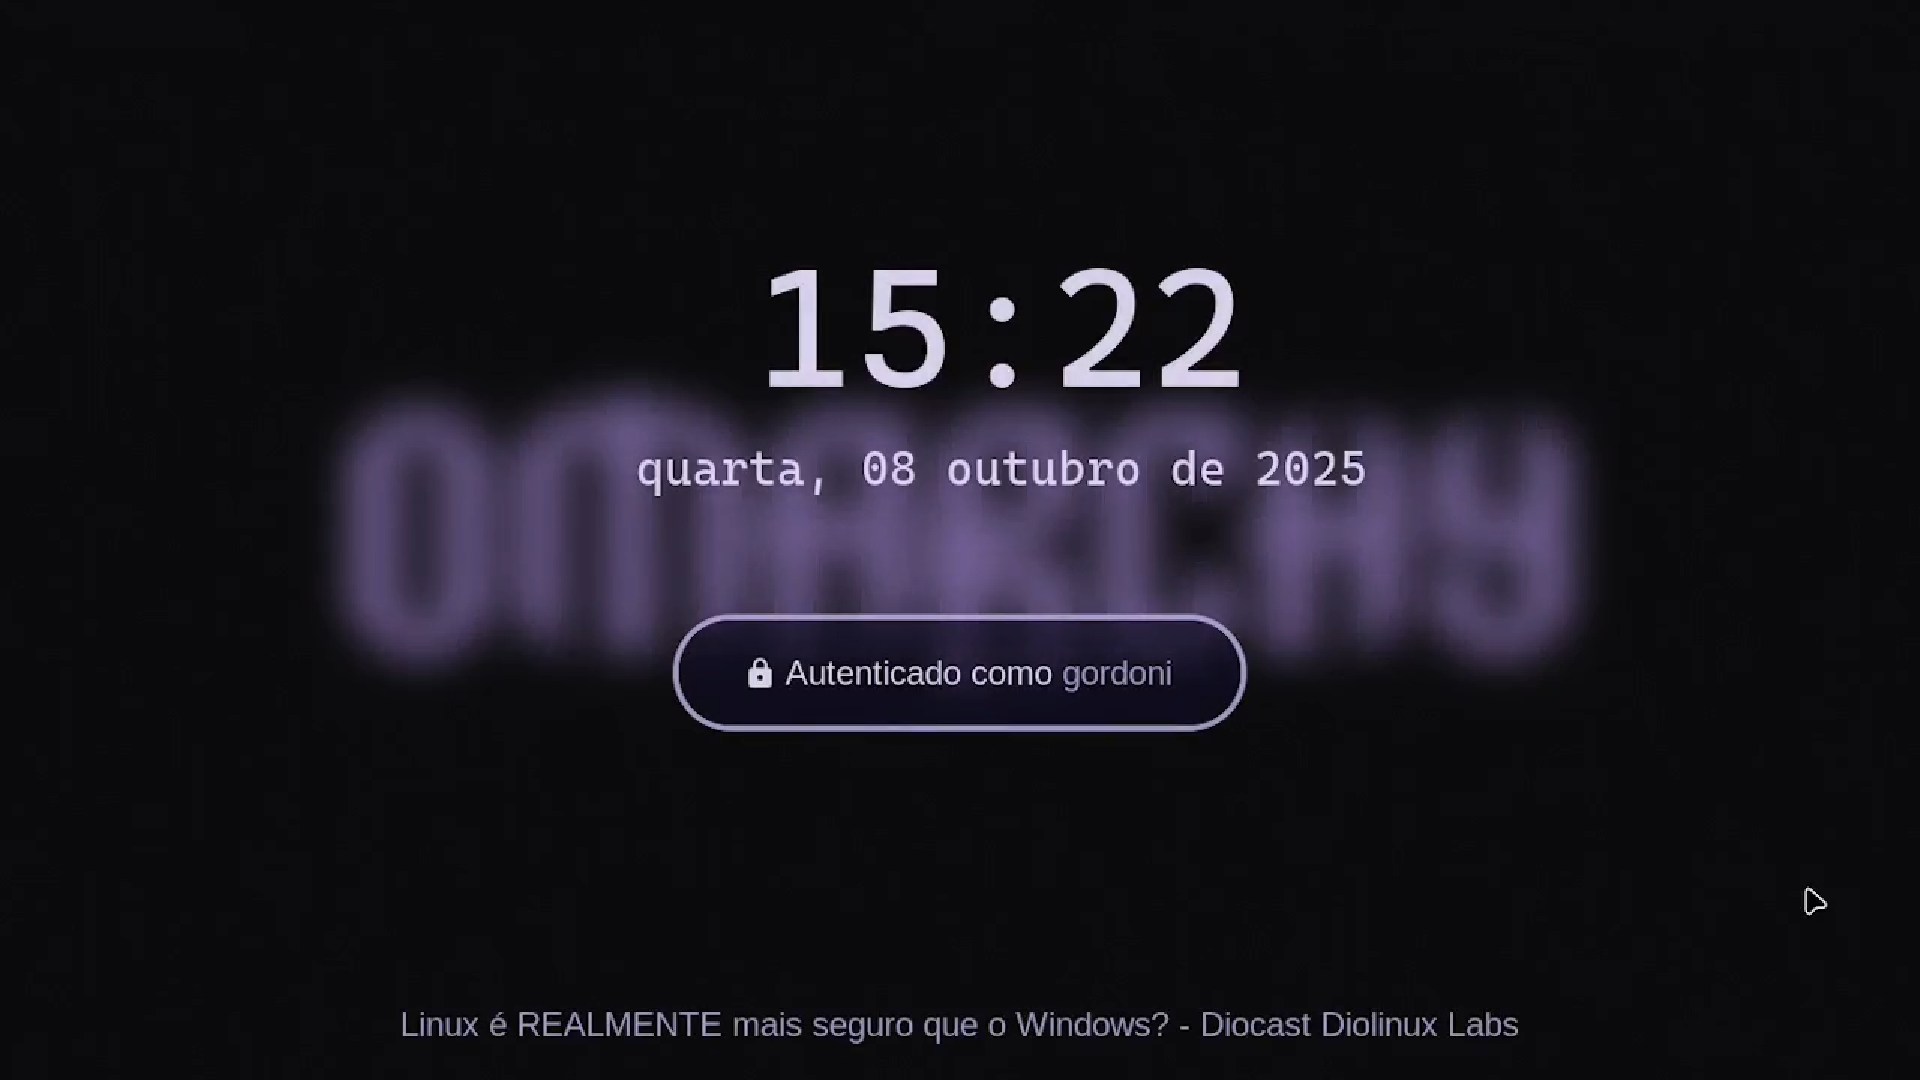 15:22
OMARCHY
quarta, 08 outubro de 2025
Autenticado como gordoni
Linux é REALMENTE mais seguro que o Windows? - Diocast Diolinux Labs